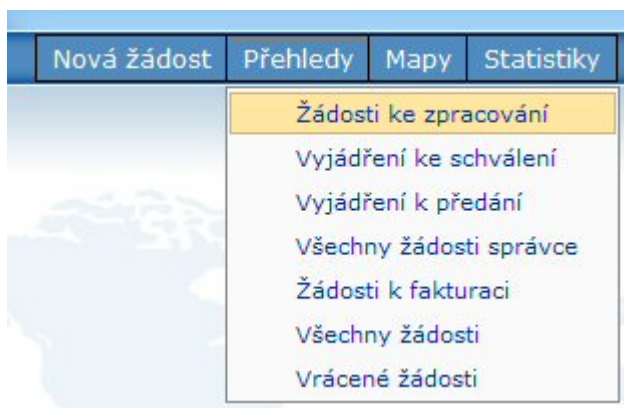 Nová žádost Přehledy Mapy Statistiky
Žádosti ke zpracování
Vyjádření ke schválení
Vyjádření k předání
Všechny žádosti správce
Žádosti k fakturaci
Všechny žádosti
Vrácené žádosti